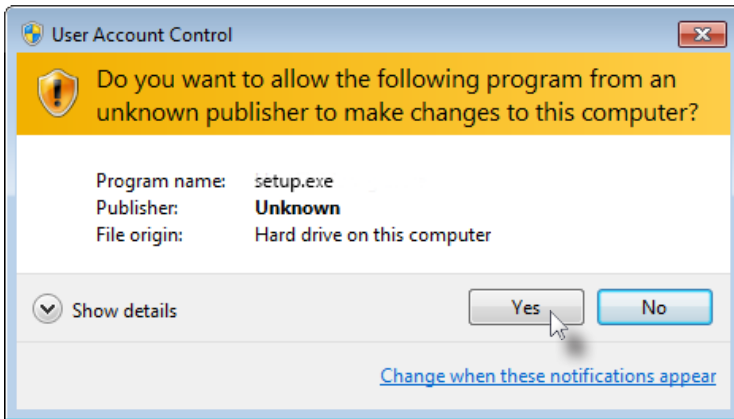 User Account Control
Do you want to allow the following program from an
unknown publisher to make changes to this computer?
Program name: setup.exe
Publisher: Unknown
File origin: Hard drive on this computer
Show details
Yes
No
Change when these notifications appear